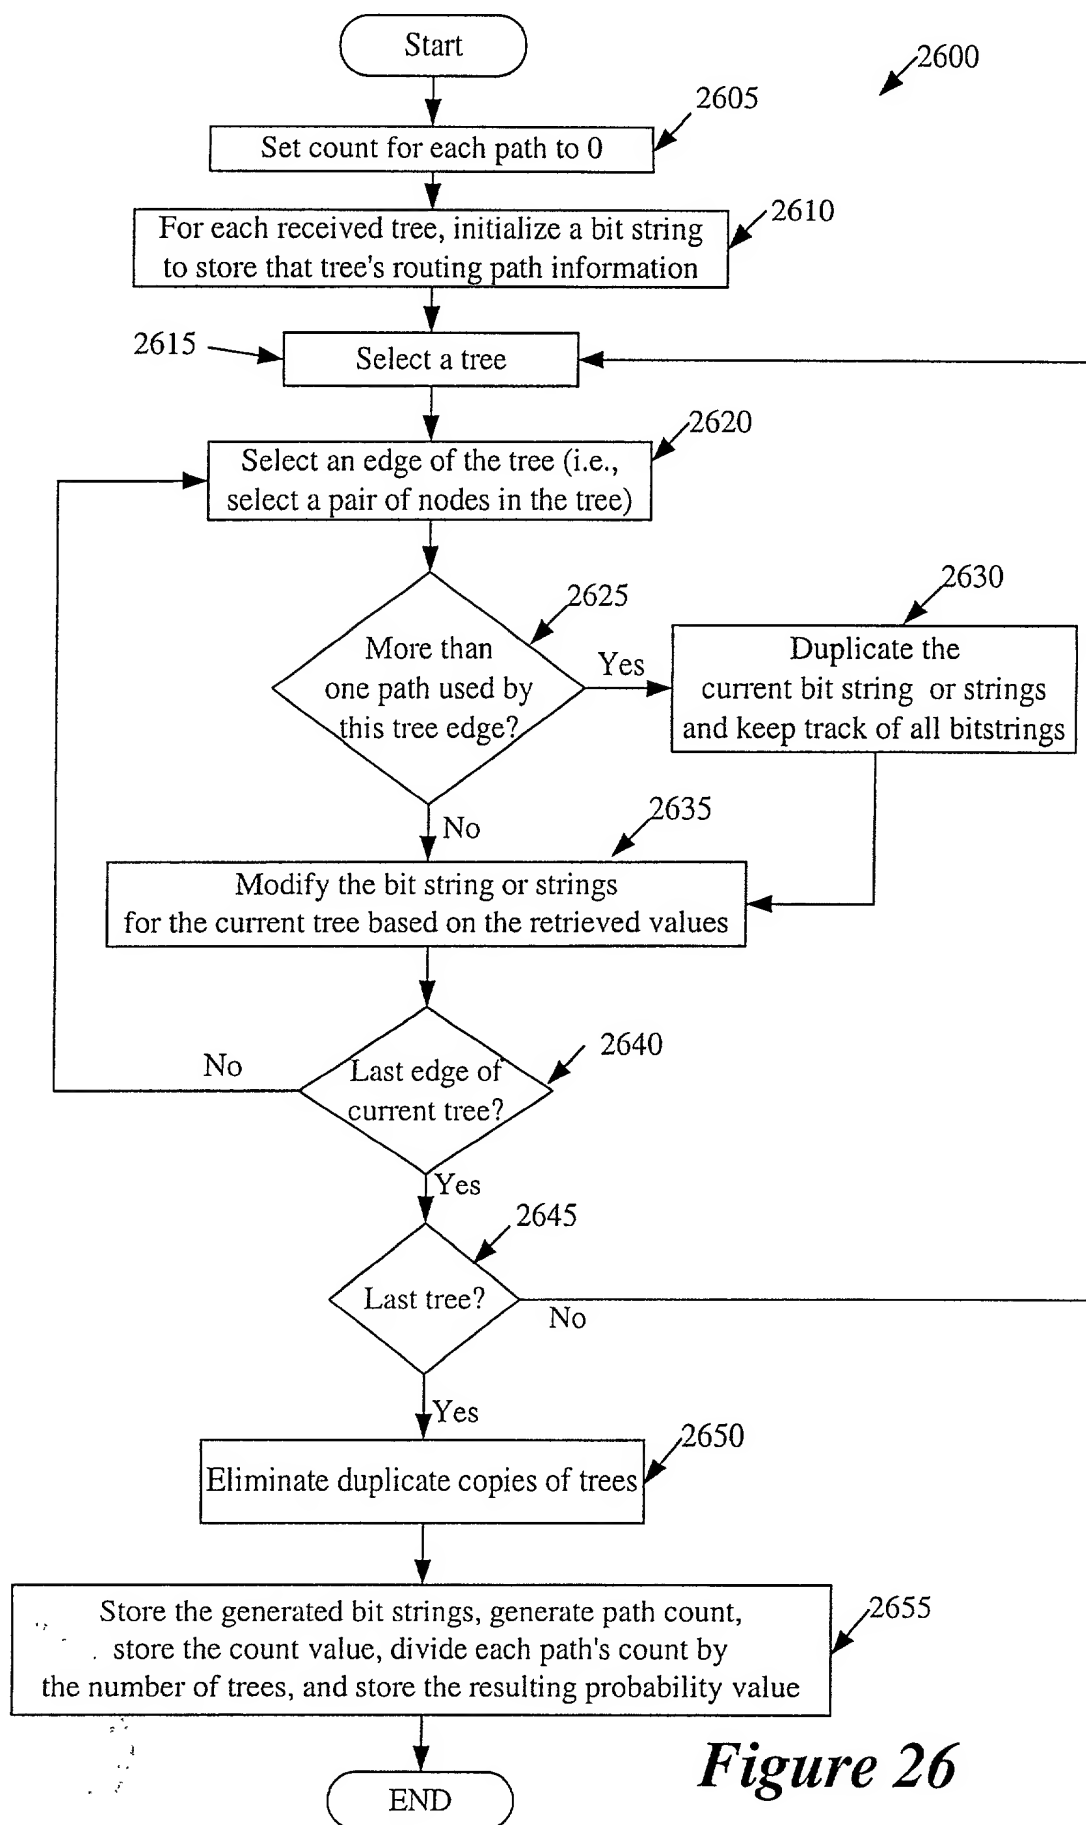 Start
2600
2605
Set count for each path to 0
2610
For each received tree, initialize a bit string
to store that tree's routing path information
2615
Select a tree
2620
Select an edge of the tree (i.e.,
select a pair of nodes in the tree)
2625
More than
one path used by
this tree edge?
Yes
2630
Duplicate the
current bit string or strings
and keep track of all bitstrings
No
2635
Modify the bit string or strings
for the current tree based on the retrieved values
2640
Last edge of
current tree?
No
Yes
2645
Last tree?
No
Yes
2650
Eliminate duplicate copies of trees
2655
Store the generated bit strings, generate path count,
store the count value, divide each path's count by
the number of trees, and store the resulting probability value
END
Figure 26